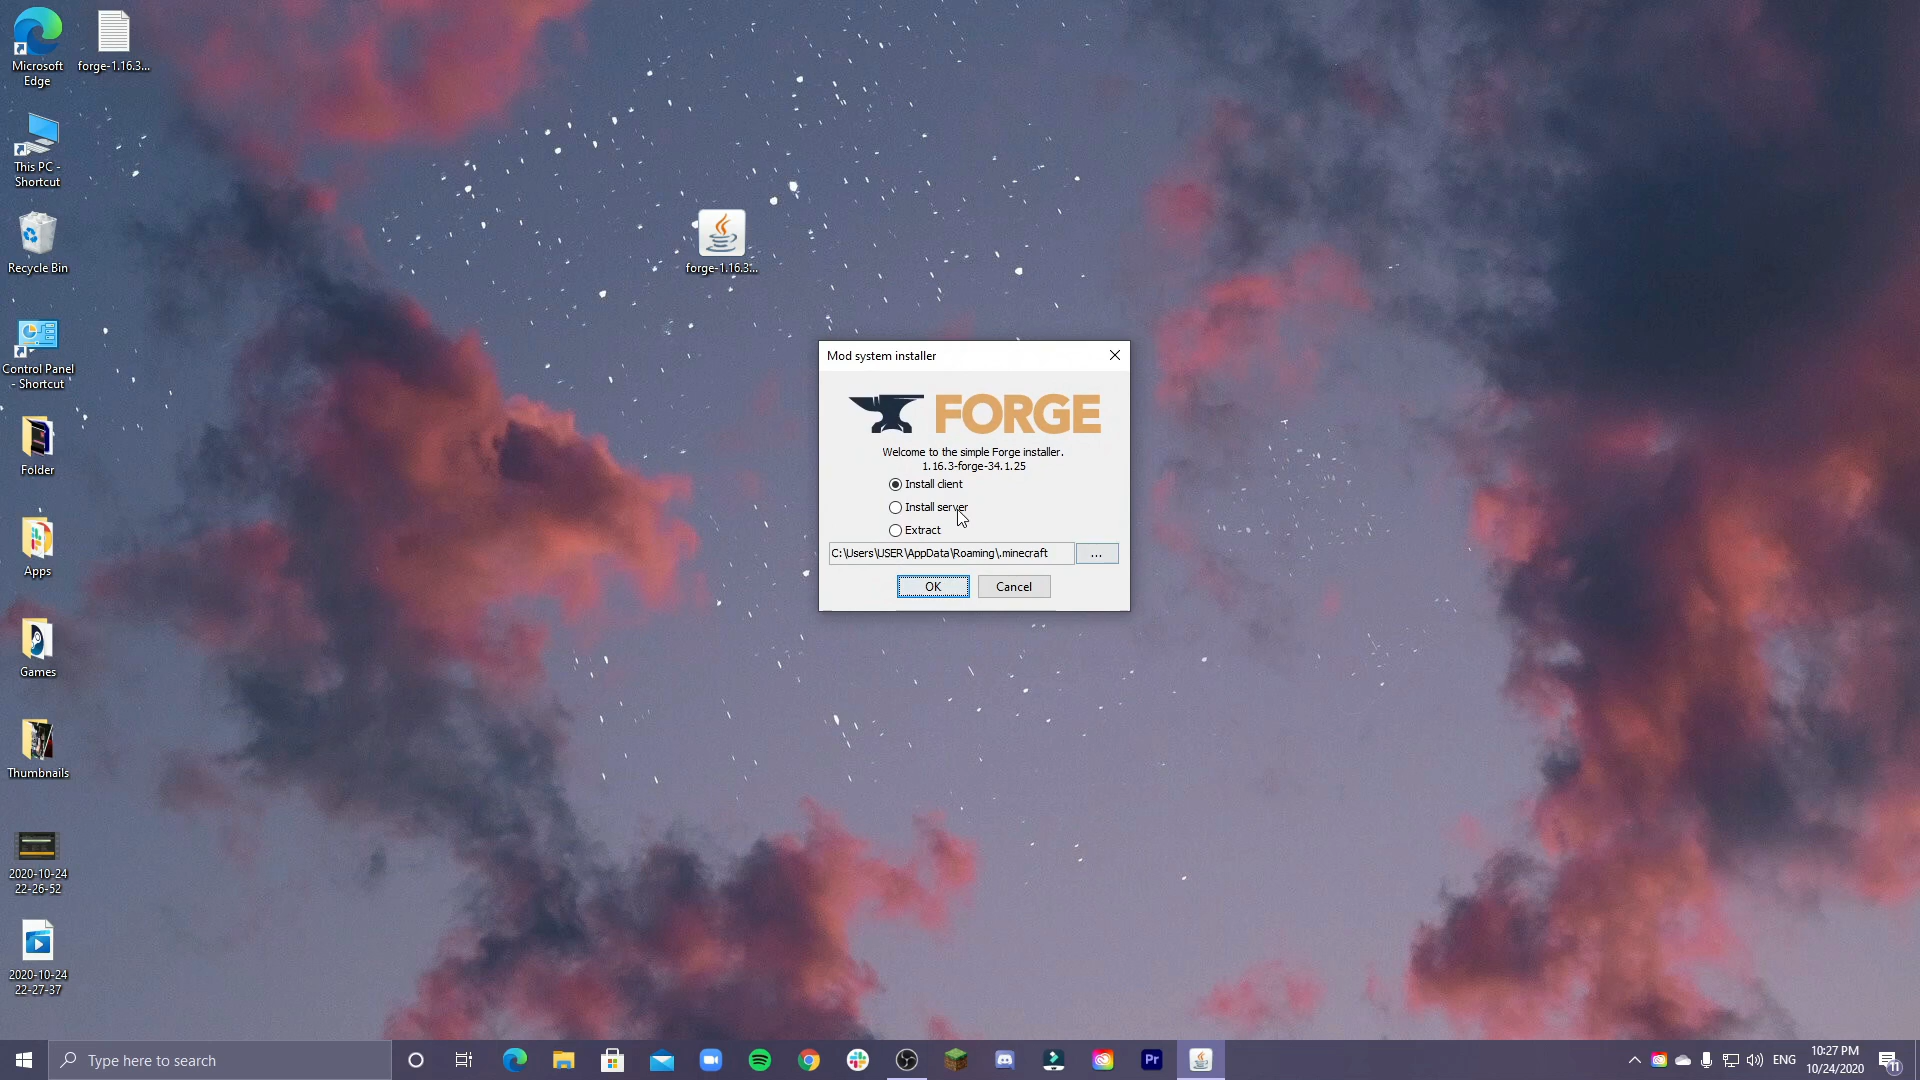 Microsoft
Edge
forge-1.16.3...
This PC -
Shortcut
Recycle Bin
Control Panel
- Shortcut
Folder
Apps
Games
Thumbnails
2020-10-24
22-26-52
2020-10-24
22-27-37
forge-1.16.3...
Mod system installer
FORGE
Welcome to the simple Forge installer.
1.16.3-forge-34.1.25
Install client
Install server
Extract
C:\Users\USER\AppData\Roaming\.minecraft
...
OK
Cancel
Type here to search
Pr
ENG
10:27 PM
10/24/2020
11